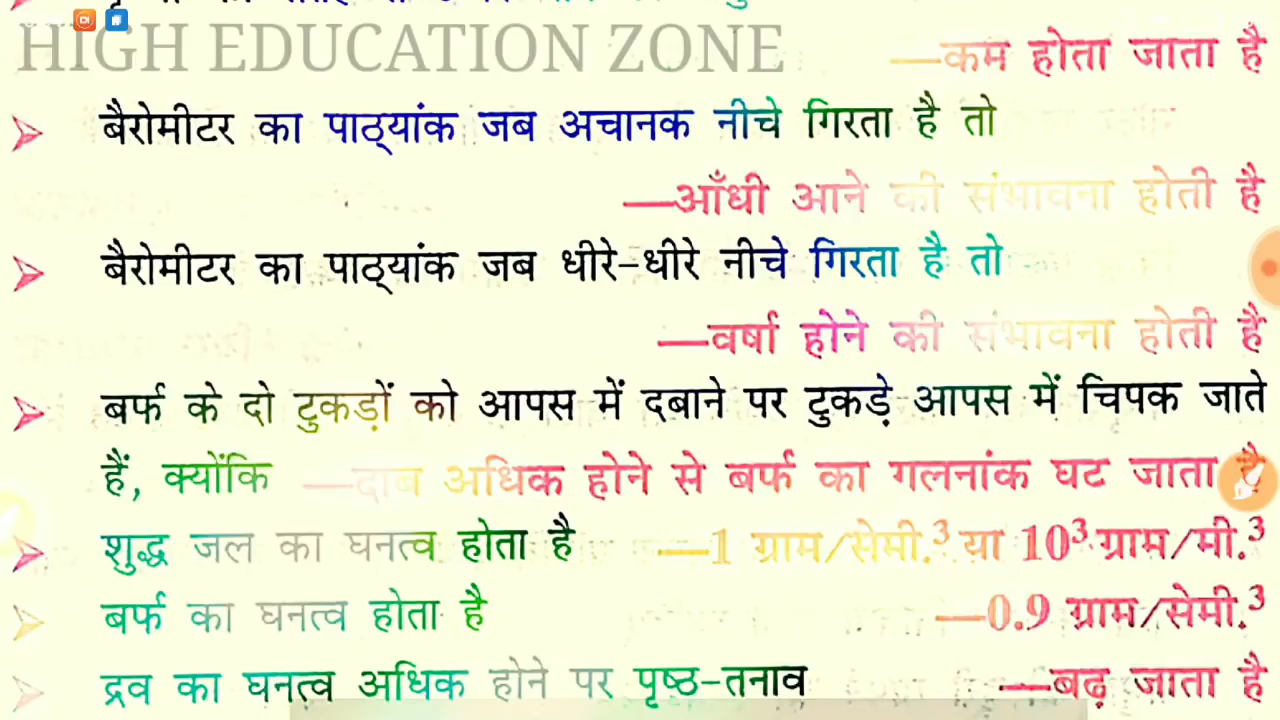 HIGH EDUCATION ZONE
—कम होता जाता है
बैरोमीटर का पाठ्यांक जब अचानक नीचे गिरता है तो
—आँधी आने की संभावना होती है
बैरोमीटर का पाठ्यांक जब धीरे-धीरे नीचे गिरता है तो
—वर्षा होने की संभावना होती है
बर्फ के दो टुकड़ों को आपस में दबाने पर टुकड़े आपस में चिपक जाते
हैं, क्योंकि —दाब अधिक होने से बर्फ का गलनांक घट जाता है
शुद्ध जल का घनत्व होता है —1 ग्राम/सेमी.³ या 10³ ग्राम/मी.³
बर्फ का घनत्व होता है —0.9 ग्राम/सेमी.³
द्रव का घनत्व अधिक होने पर पृष्ठ-तनाव —बढ़ जाता है